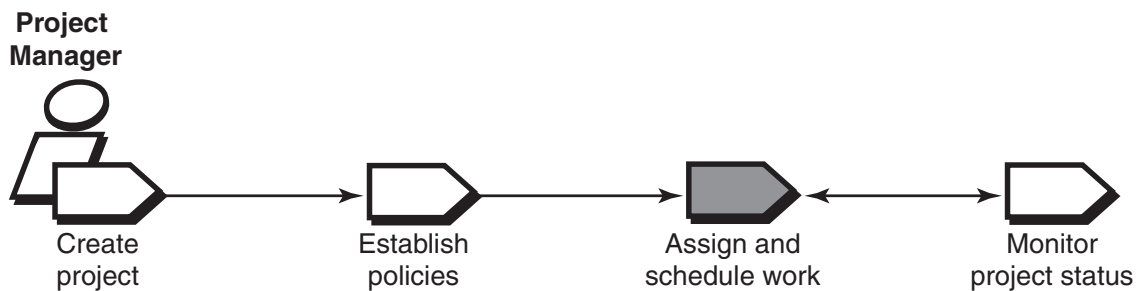 Project
Manager
Create
project
Establish
policies
Assign and
schedule work
Monitor
project status